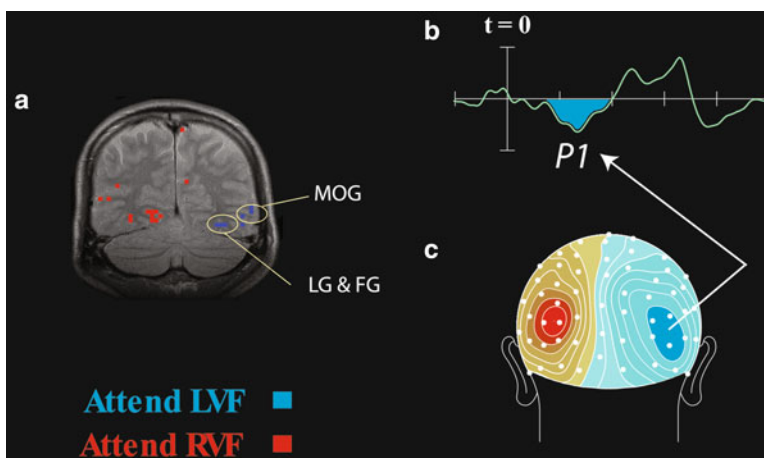 a
MOG
LG & FG
Attend LVF
Attend RVF
b
t = 0
P1
c